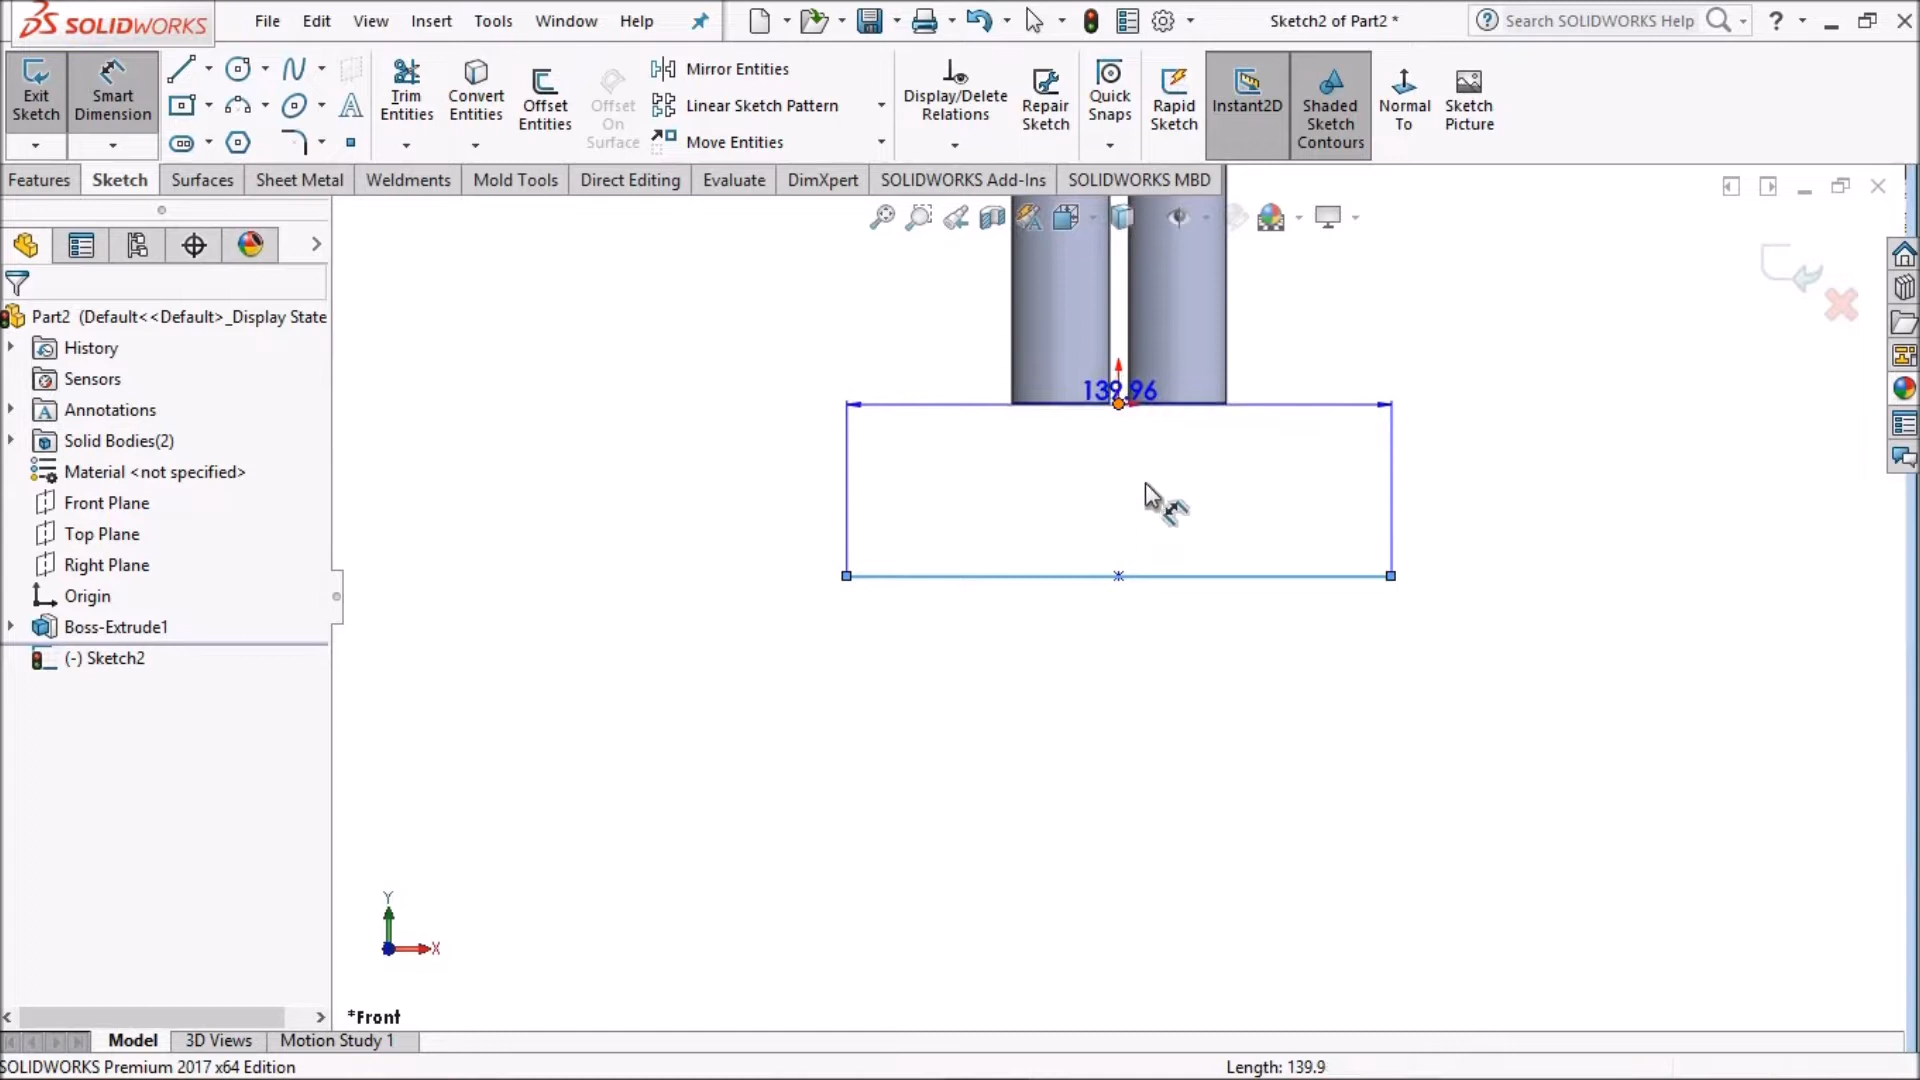 SOLIDWORKS File Edit View Insert Tools Window Help Sketch2 of Part2 * Search SOLIDWORKS Help ?
Exit Sketch
Smart Dimension
Trim Entities
Convert Entities
Offset Entities
Offset On Surface
Mirror Entities
Linear Sketch Pattern
Move Entities
Display/Delete Relations
Repair Sketch
Quick Snaps
Rapid Sketch
Instant2D
Shaded Sketch Contours
Normal To
Sketch Picture
Features Sketch Surfaces Sheet Metal Weldments Mold Tools Direct Editing Evaluate DimXpert SOLIDWORKS Add-Ins SOLIDWORKS MBD
Part2 (Default<<Default>_Display State
History
Sensors
Annotations
Solid Bodies(2)
Material <not specified>
Front Plane
Top Plane
Right Plane
Origin
Boss-Extrude1
(-) Sketch2
139.96
Y
X
*Front
Model 3D Views Motion Study 1
SOLIDWORKS Premium 2017 x64 Edition Length: 139.9